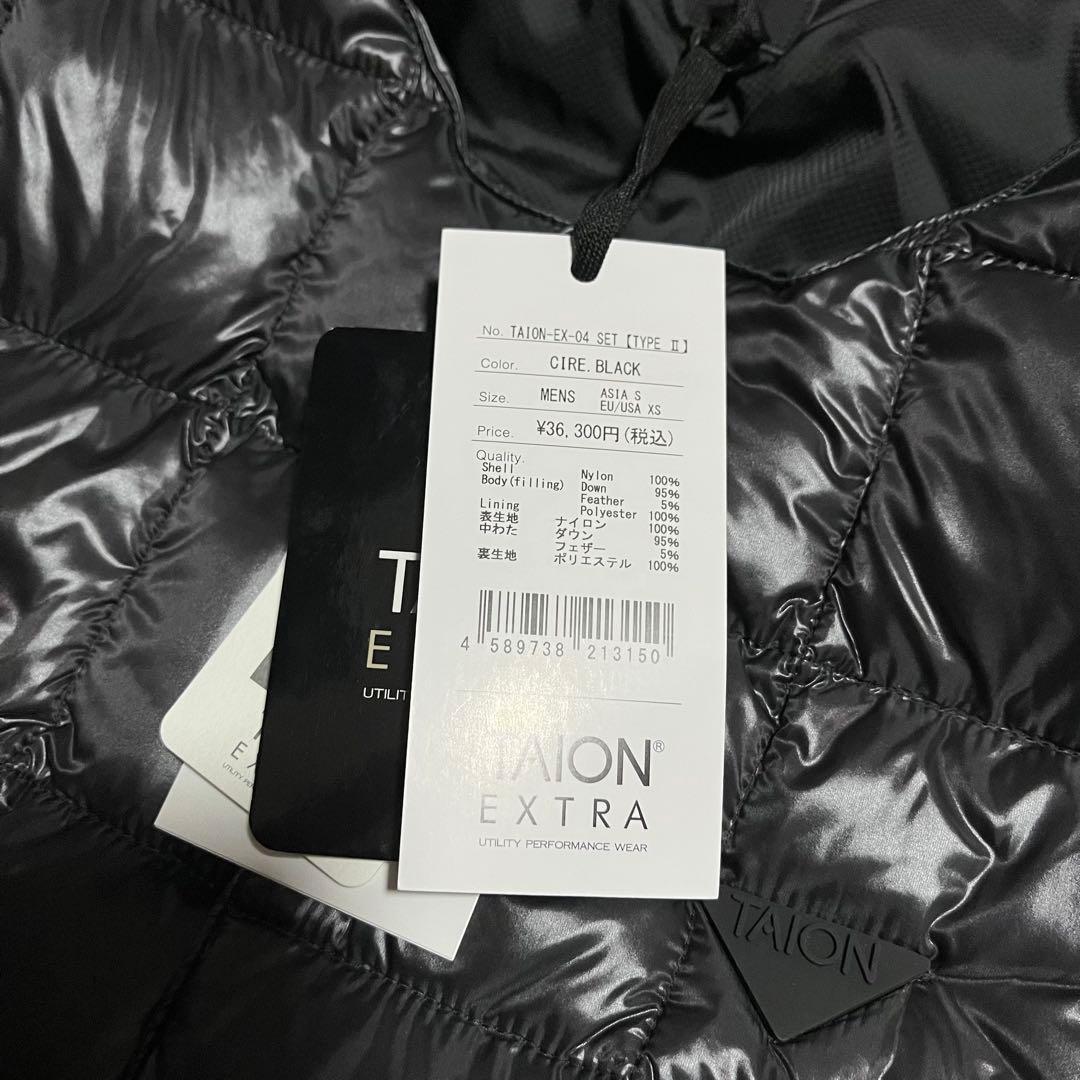 No. TAION-EX-04 SET【TYPE Ⅱ】
Color. CIRE.BLACK
Size. MENS ASIA S
EU/USA XS
Price. ¥36,300円(税込)
Quality.
Shell Nylon 100%
Body(filling) Down 95%
Feather 5%
Lining Polyester 100%
表生地 ナイロン 100%
中わた ダウン 95%
フェザー 5%
裏生地 ポリエステル 100%
4 589738 213150
TAION®
EXTRA
UTILITY PERFORMANCE WEAR
T
E
UTILIT
EX
UTILITY PERFO
TAION